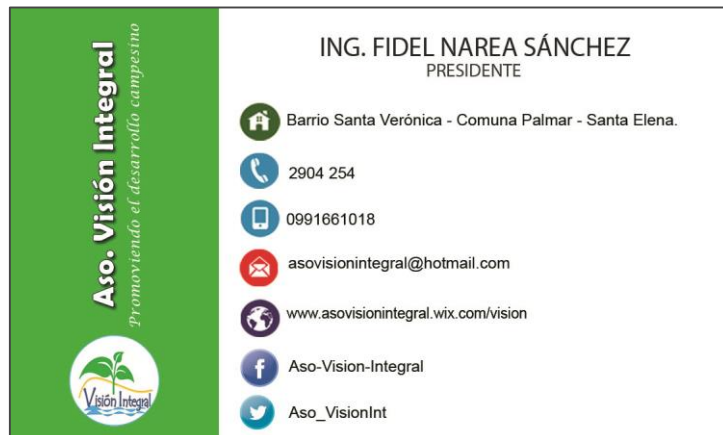 Aso. Visión Integral
Promoviendo el desarrollo campesino
Visión Integral
ING. FIDEL NAREA SÁNCHEZ
PRESIDENTE
Barrio Santa Verónica - Comuna Palmar - Santa Elena.
2904 254
0991661018
asovisionintegral@hotmail.com
www.asovisionintegral.wix.com/vision
Aso-Vision-Integral
Aso_VisionInt